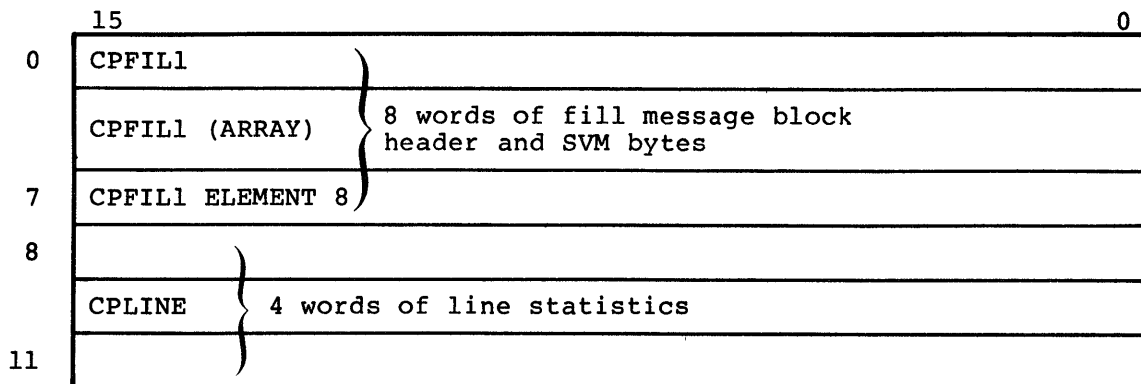 15 0
0 CPFIL1
CPFIL1 (ARRAY) 8 words of fill message block
header and SVM bytes
7 CPFIL1 ELEMENT 8
8
CPLINE 4 words of line statistics
11